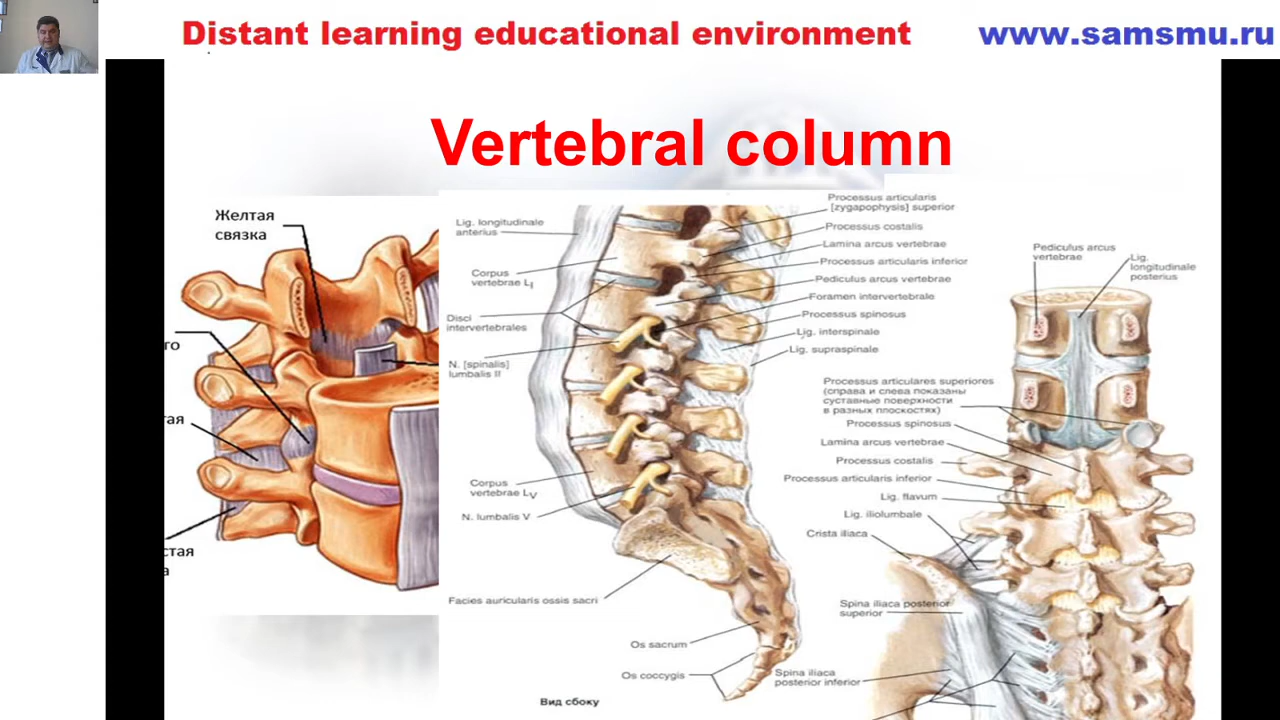 Distant learning educational environment
www.samsmu.ru
Vertebral column
Желтая
связка
Lig. longitudinale
anterius
Corpus
vertebrae L I
Disci
intervertebrales
N. [spinalis]
lumbalis II
Corpus
vertebrae L V
N. lumbalis V
Facies auricularis ossis sacri
Os sacrum
Os coccygis
Вид сбоку
Processus articularis
[zygapophysis] superior
Processus costalis
Lamina arcus vertebrae
Processus articularis inferior
Pediculus arcus vertebrae
Foramen intervertebrale
Processus spinosus
Lig. interspinale
Lig. supraspinale
Pediculus arcus
vertebrae
Lig.
longitudinale
posterius
Processus articulares superiores
(справа и слева показаны
суставные поверхности
в разных плоскостях)
Processus spinosus
Lamina arcus vertebrae
Processus costalis
Processus articularis inferior
Lig. flavum
Lig. iliolumbale
Crista iliaca
Spina iliaca posterior
superior
Spina iliaca
posterior inferior